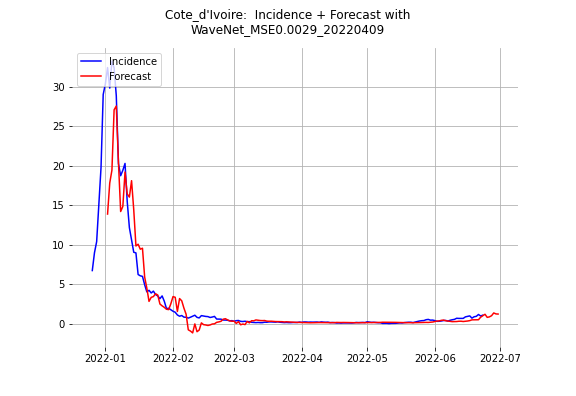 Cote_d'Ivoire:  Incidence + Forecast with
WaveNet_MSE0.0029_20220409
Incidence
Forecast
30
25
20
15
10
5
0
2022-01 2022-02 2022-03 2022-04 2022-05 2022-06 2022-07